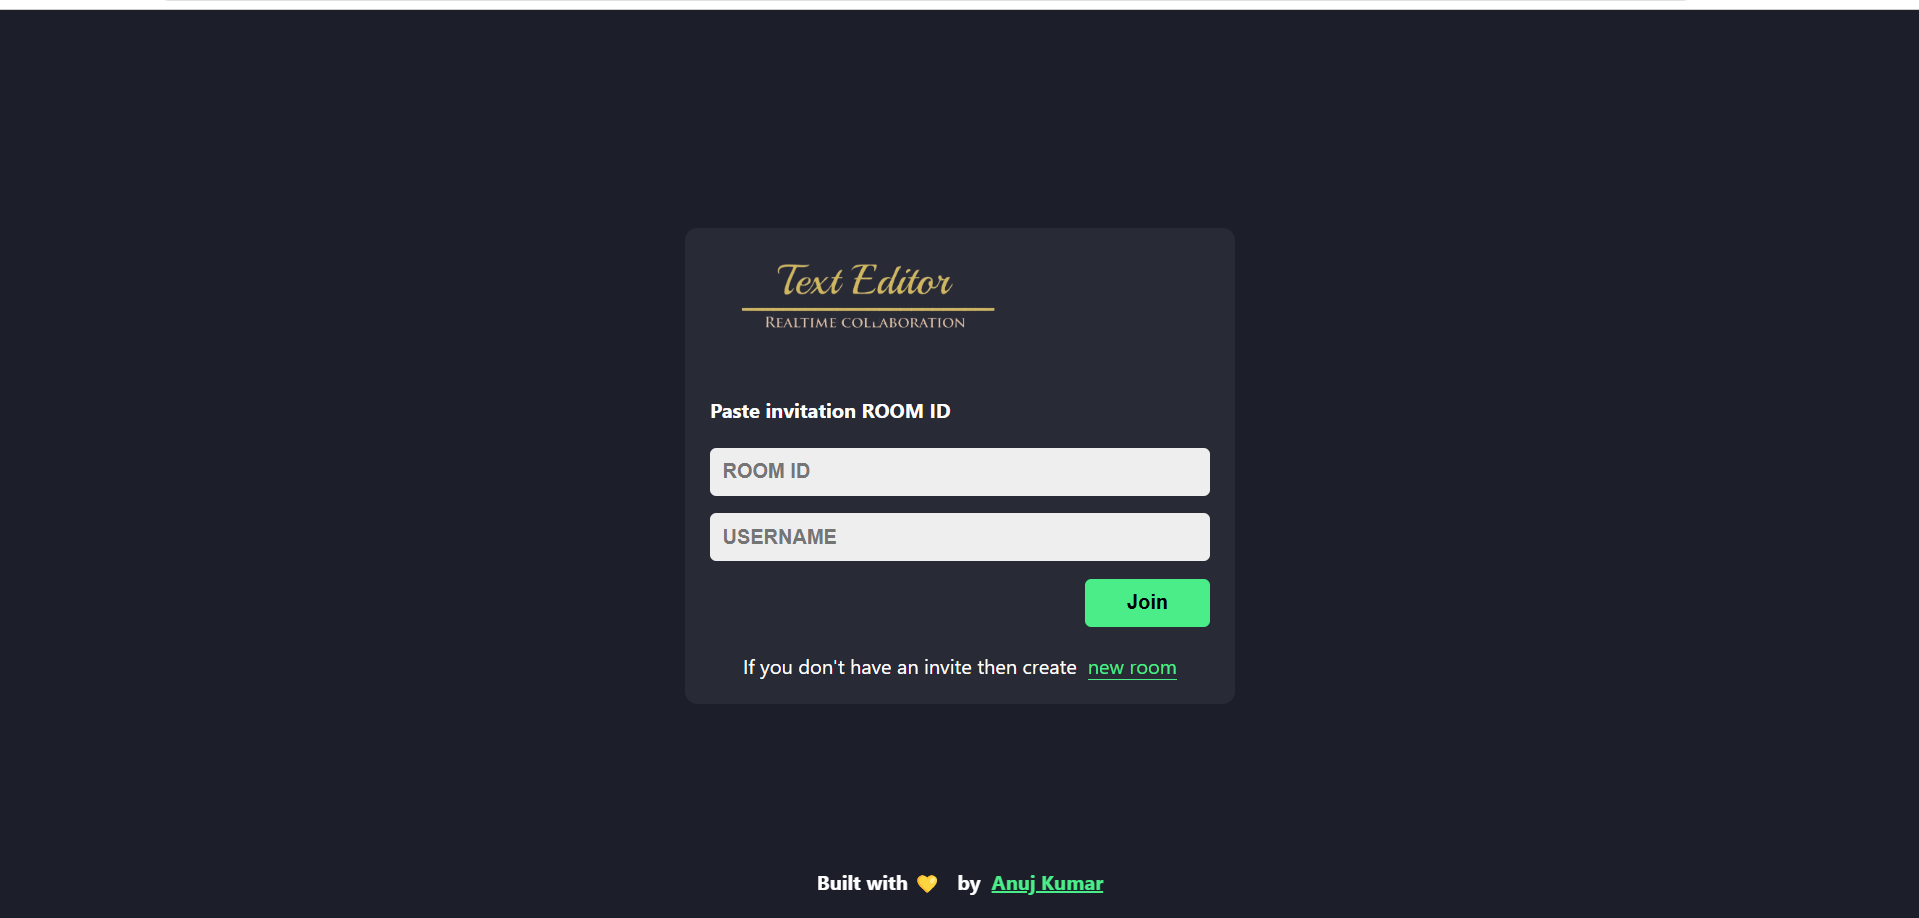 Text Editor
REALTIME COLLABORATION
Paste invitation ROOM ID
ROOM ID
USERNAME
Join
If you don't have an invite then create new room
Built with 💛 by Anuj Kumar